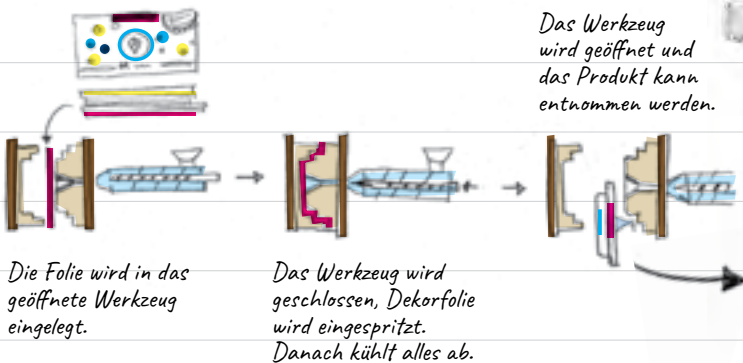 Das Werkzeug
wird geöffnet und
das Produkt kann
entnommen werden.
Die Folie wird in das
geöffnete Werkzeug
eingelegt.
Das Werkzeug wird
geschlossen, Dekorfolie
wird eingespritzt.
Danach kühlt alles ab.